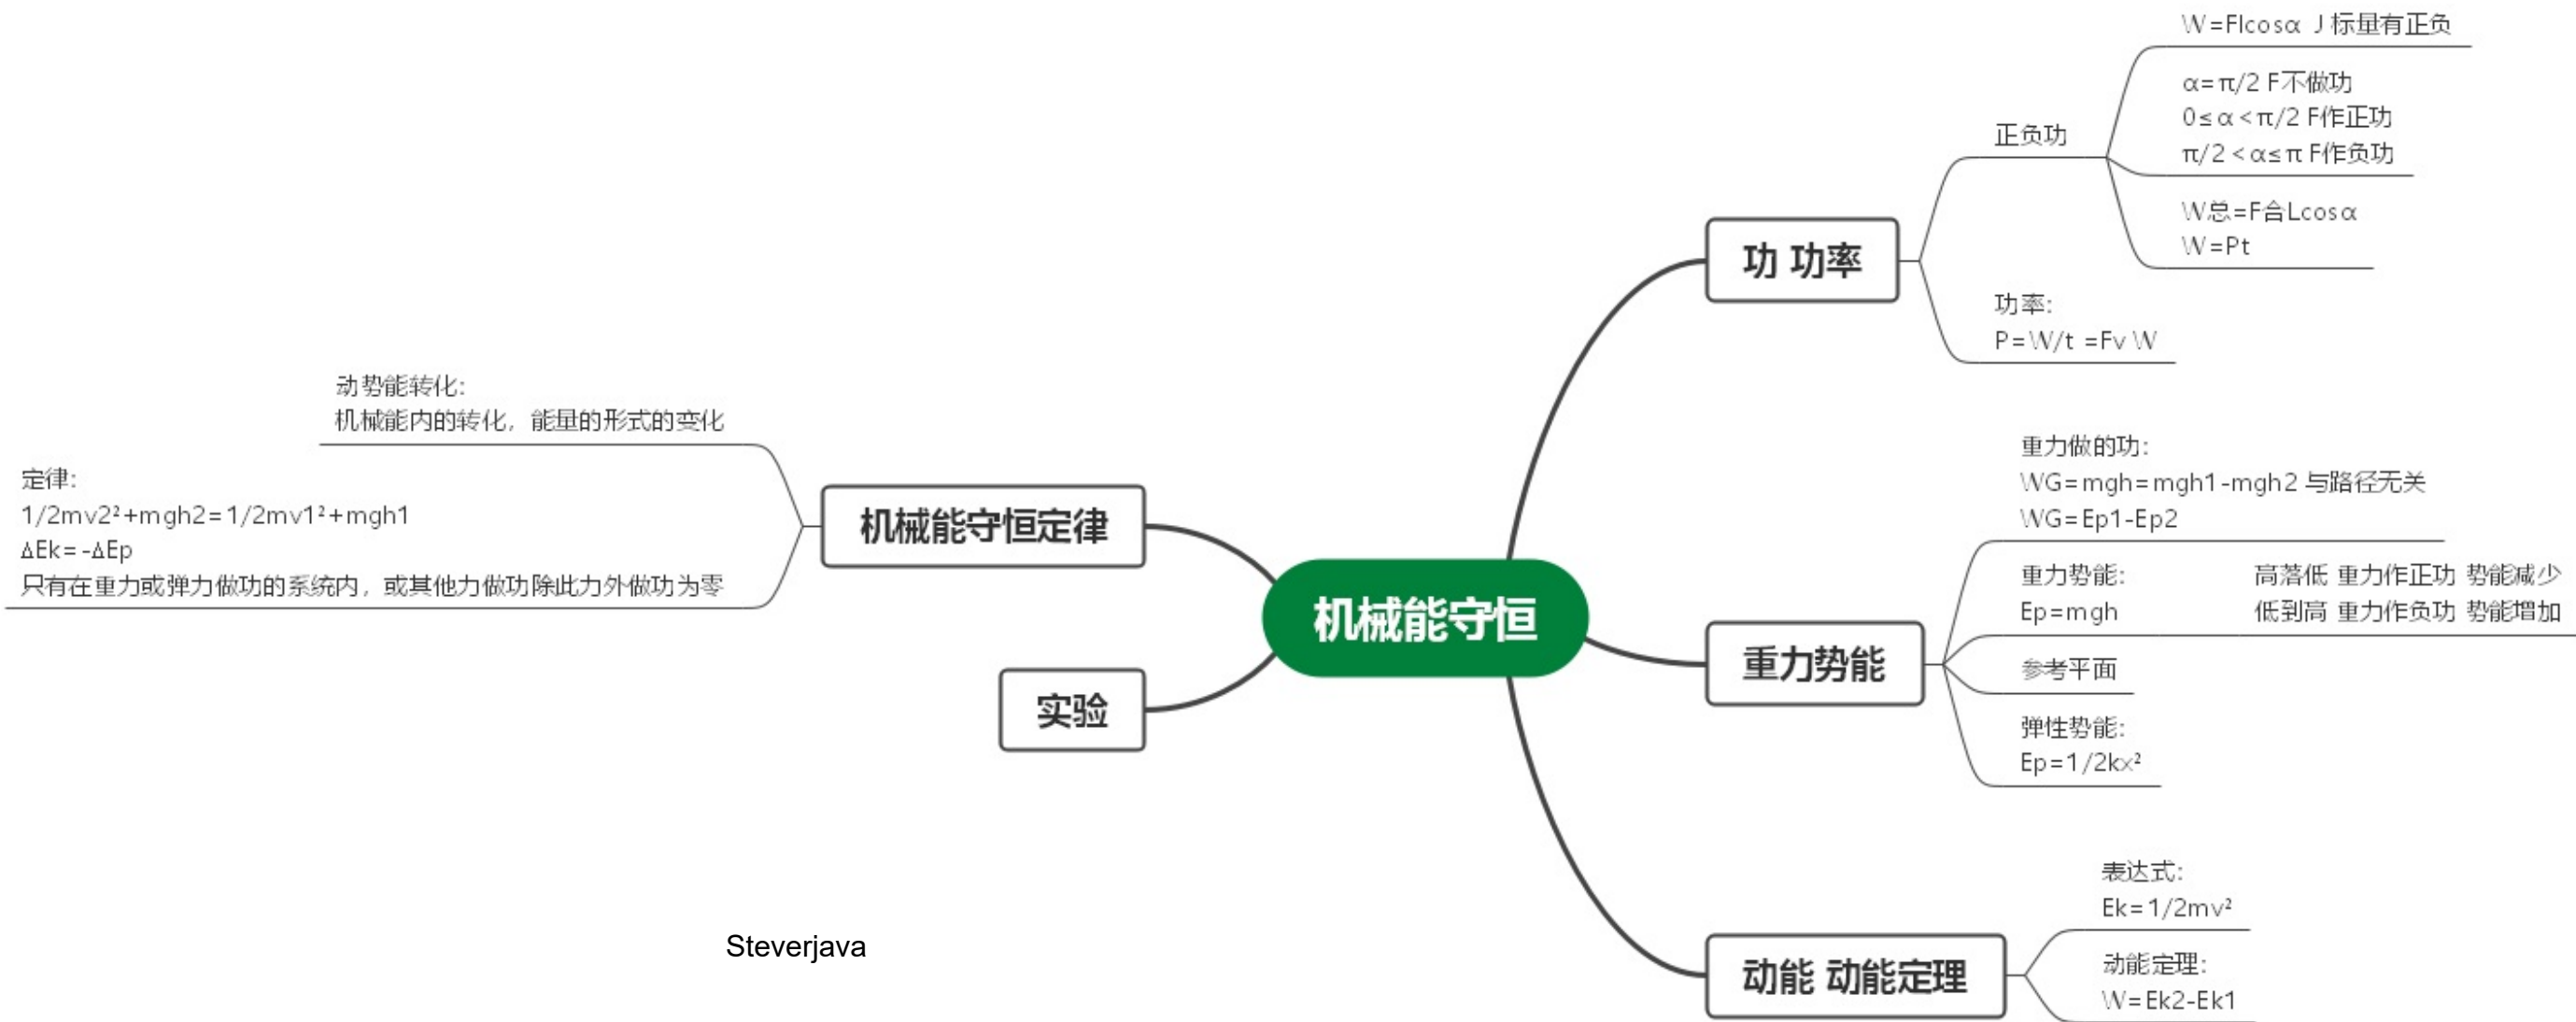 机械能守恒
功 功率
正负功
W=Flcosα J 标量有正负
α=π/2 F不做功
0≤α<π/2 F作正功
π/2<α≤π F作负功
W总=F合Lcosα
W=Pt
功率:
P=W/t =Fv W
重力势能
重力做的功:
WG=mgh=mgh1-mgh2 与路径无关
WG=Ep1-Ep2
重力势能:
Ep=mgh
高落低 重力作正功 势能减少
低到高 重力作负功 势能增加
参考平面
弹性势能:
Ep=1/2kx²
动能 动能定理
表达式:
Ek=1/2mv²
动能定理:
W=Ek2-Ek1
机械能守恒定律
动势能转化:
机械能内的转化，能量的形式的变化
定律:
1/2mv2²+mgh2=1/2mv1²+mgh1
ΔEk=-ΔEp
只有在重力或弹力做功的系统内，或其他力做功除此力外做功为零
实验
Steverjava